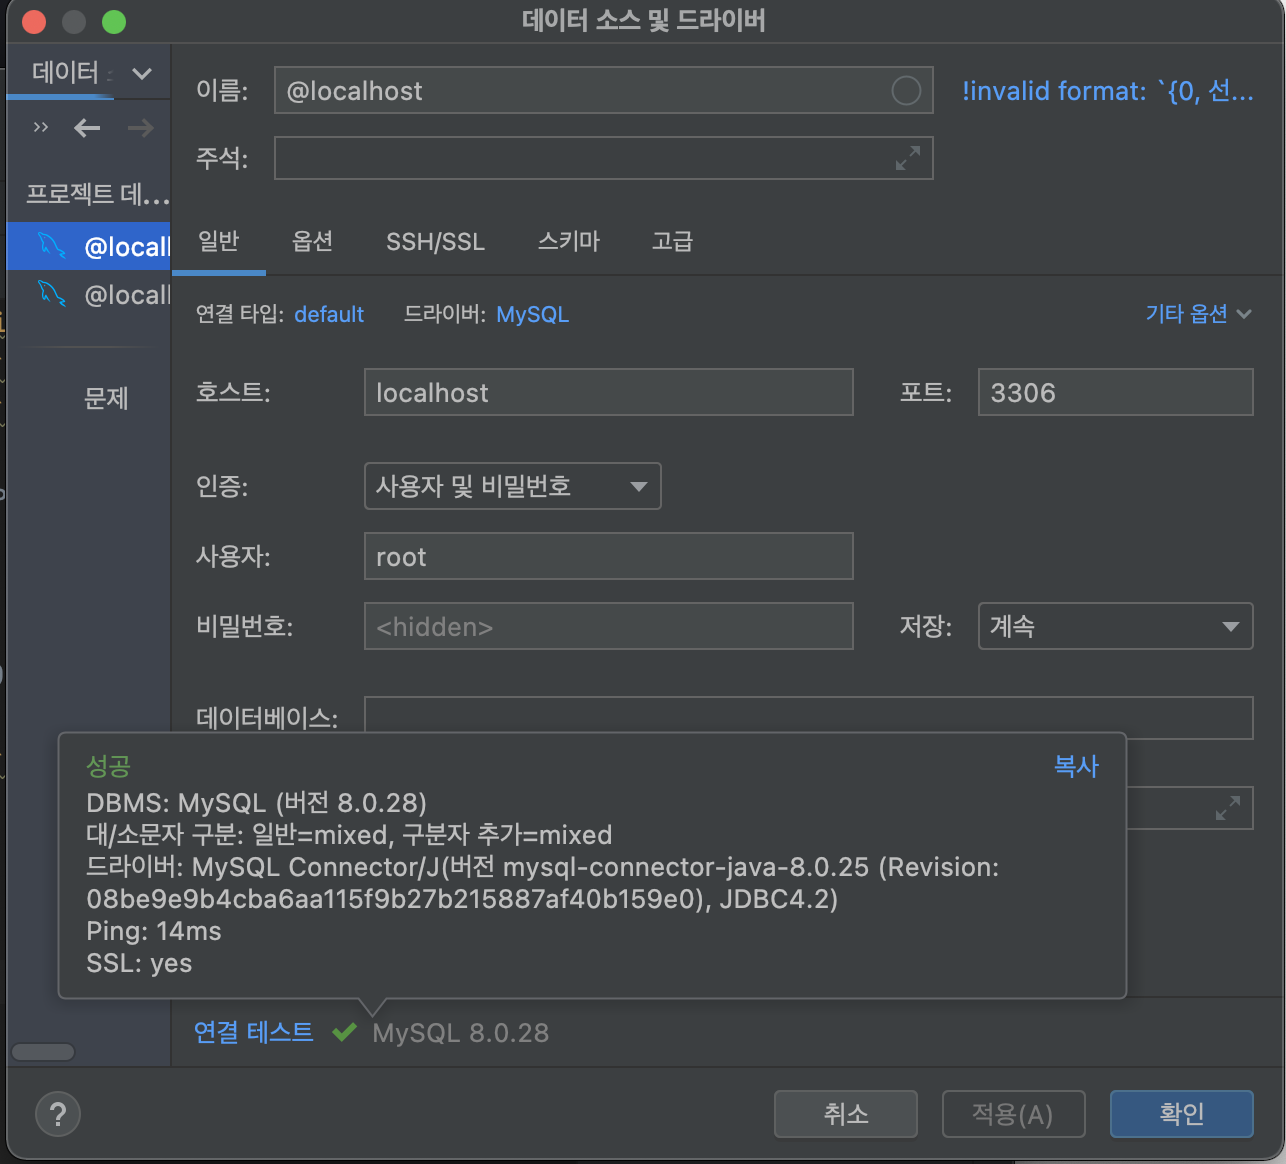 데이터 소스 및 드라이버
데이터
이름:
@localhost
!invalid format: `{0, 선...
주석:
프로젝트 데...
@locall
@locall
문제
일반
옵션
SSH/SSL
스키마
고급
연결 타입: default
드라이버: MySQL
기타 옵션
호스트:
localhost
포트:
3306
인증:
사용자 및 비밀번호
사용자:
root
비밀번호:
<hidden>
저장:
계속
데이터베이스:
성공
복사
DBMS: MySQL (버전 8.0.28)
대/소문자 구분: 일반=mixed, 구분자 추가=mixed
드라이버: MySQL Connector/J(버전 mysql-connector-java-8.0.25 (Revision:
08be9e9b4cba6aa115f9b27b215887af40b159e0), JDBC4.2)
Ping: 14ms
SSL: yes
연결 테스트
MySQL 8.0.28
?
취소
적용(A)
확인